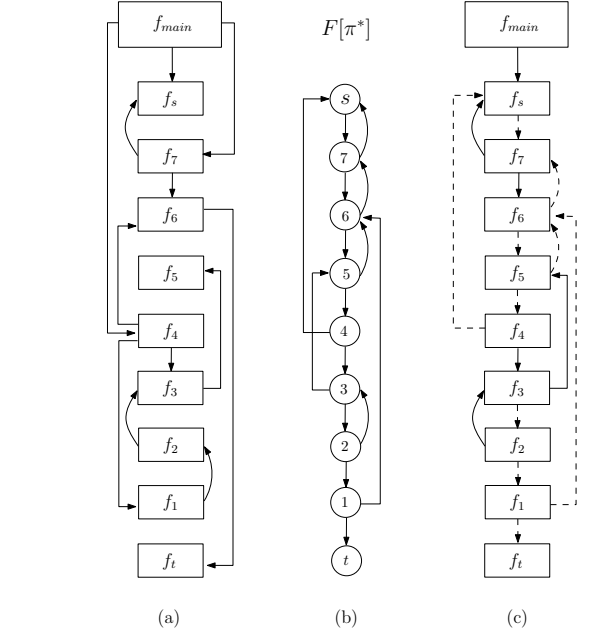 f_main F[π*] f_main
f_s s f_s
f_7 7 f_7
f_6 6 f_6
f_5 5 f_5
f_4 4 f_4
f_3 3 f_3
f_2 2 f_2
f_1 1 f_1
f_t t f_t
(a) (b) (c)